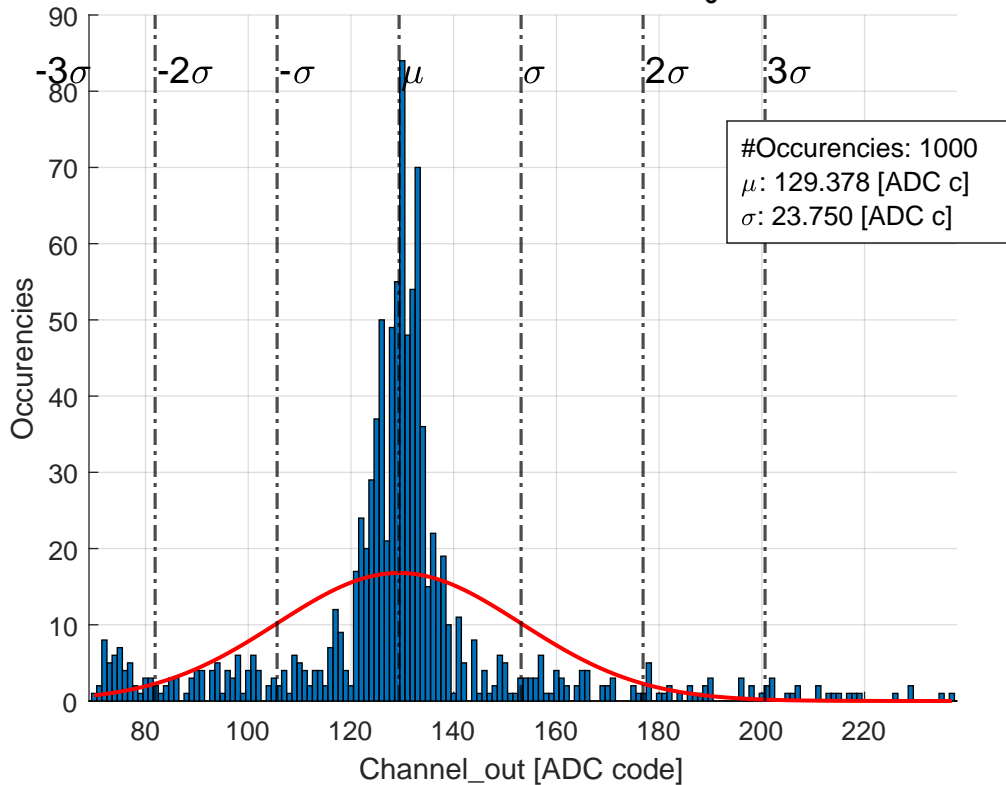 -3σ
-2σ
-σ
μ
σ
2σ
3σ
#Occurencies: 1000
μ: 129.378 [ADC c]
σ: 23.750 [ADC c]
Occurencies
90
80
70
60
50
40
30
20
10
0
80 100 120 140 160 180 200 220
Channel_out [ADC code]